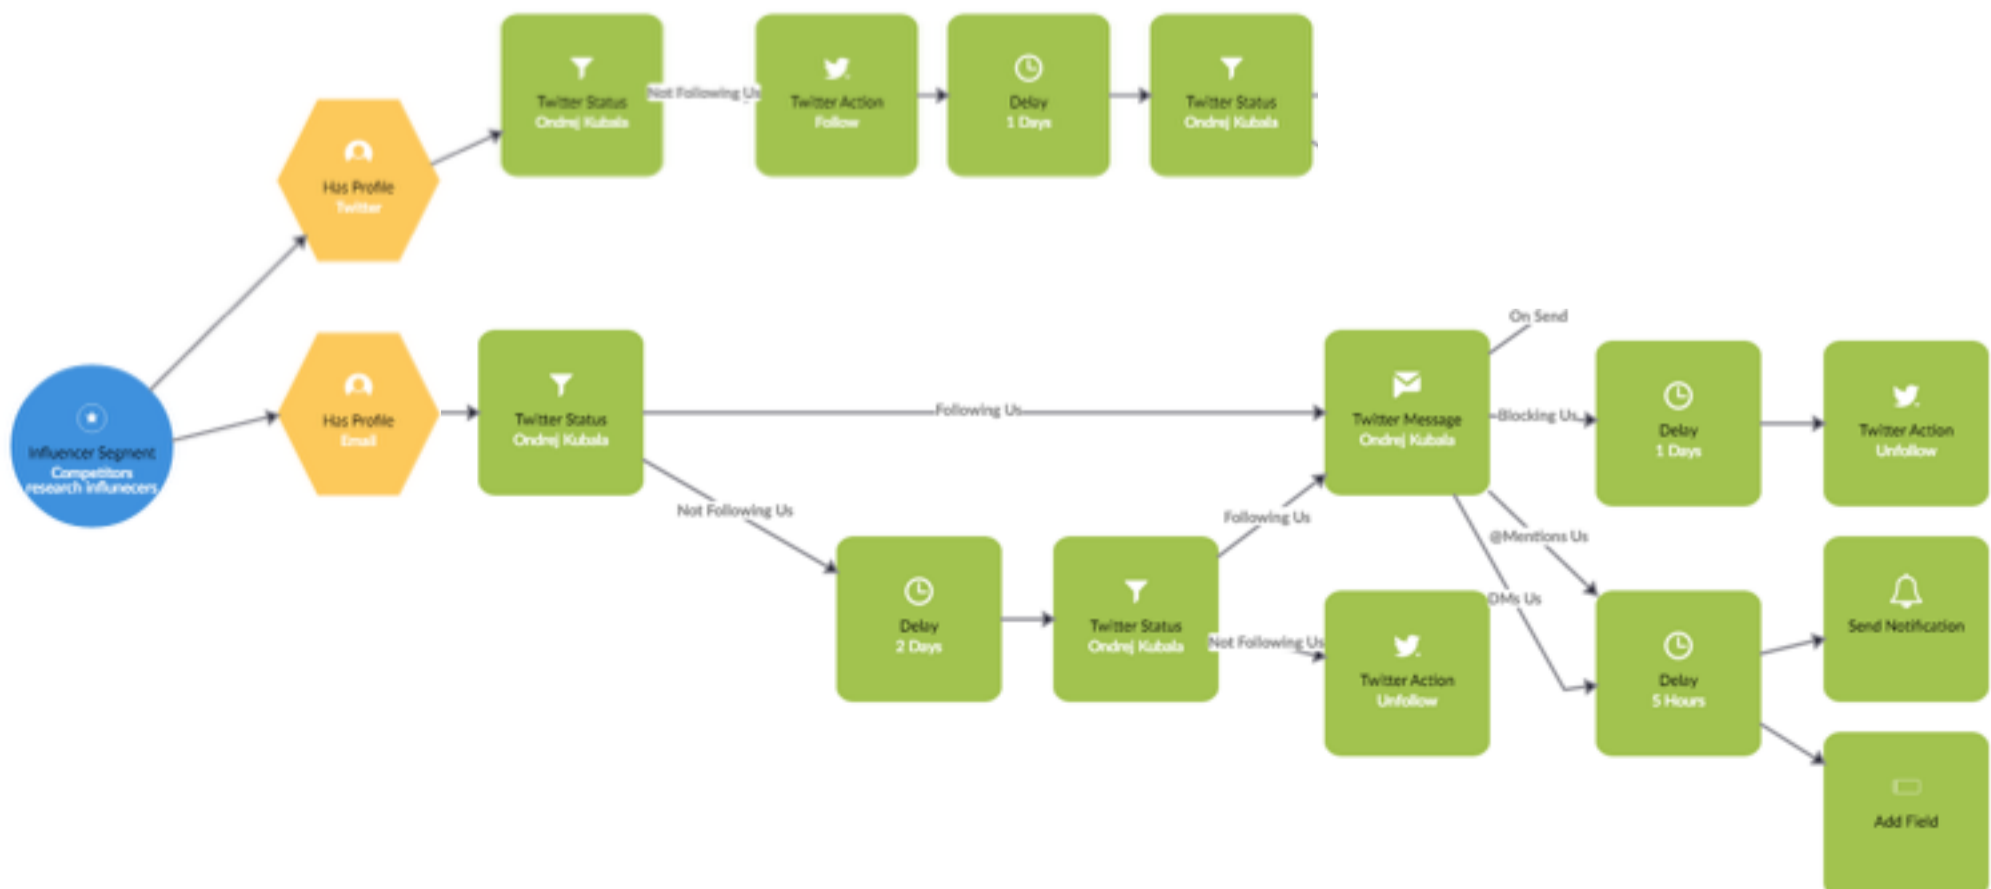 Twitter Status
Ondrej Kubala
Not Following Us
Twitter Action
Follow
Delay
1 Days
Twitter Status
Ondrej Kubala
Has Profile
Twitter
Influencer Segment
Competitors
research influnecers
Has Profile
Email
Twitter Status
Ondrej Kubala
Following Us
Twitter Message
Ondrej Kubala
On Send
Blocking Us
Delay
1 Days
Twitter Action
Unfollow
Not Following Us
Delay
2 Days
Twitter Status
Ondrej Kubala
Following Us
Not Following Us
Twitter Action
Unfollow
@Mentions Us
DMs Us
Delay
5 Hours
Send Notification
Add Field